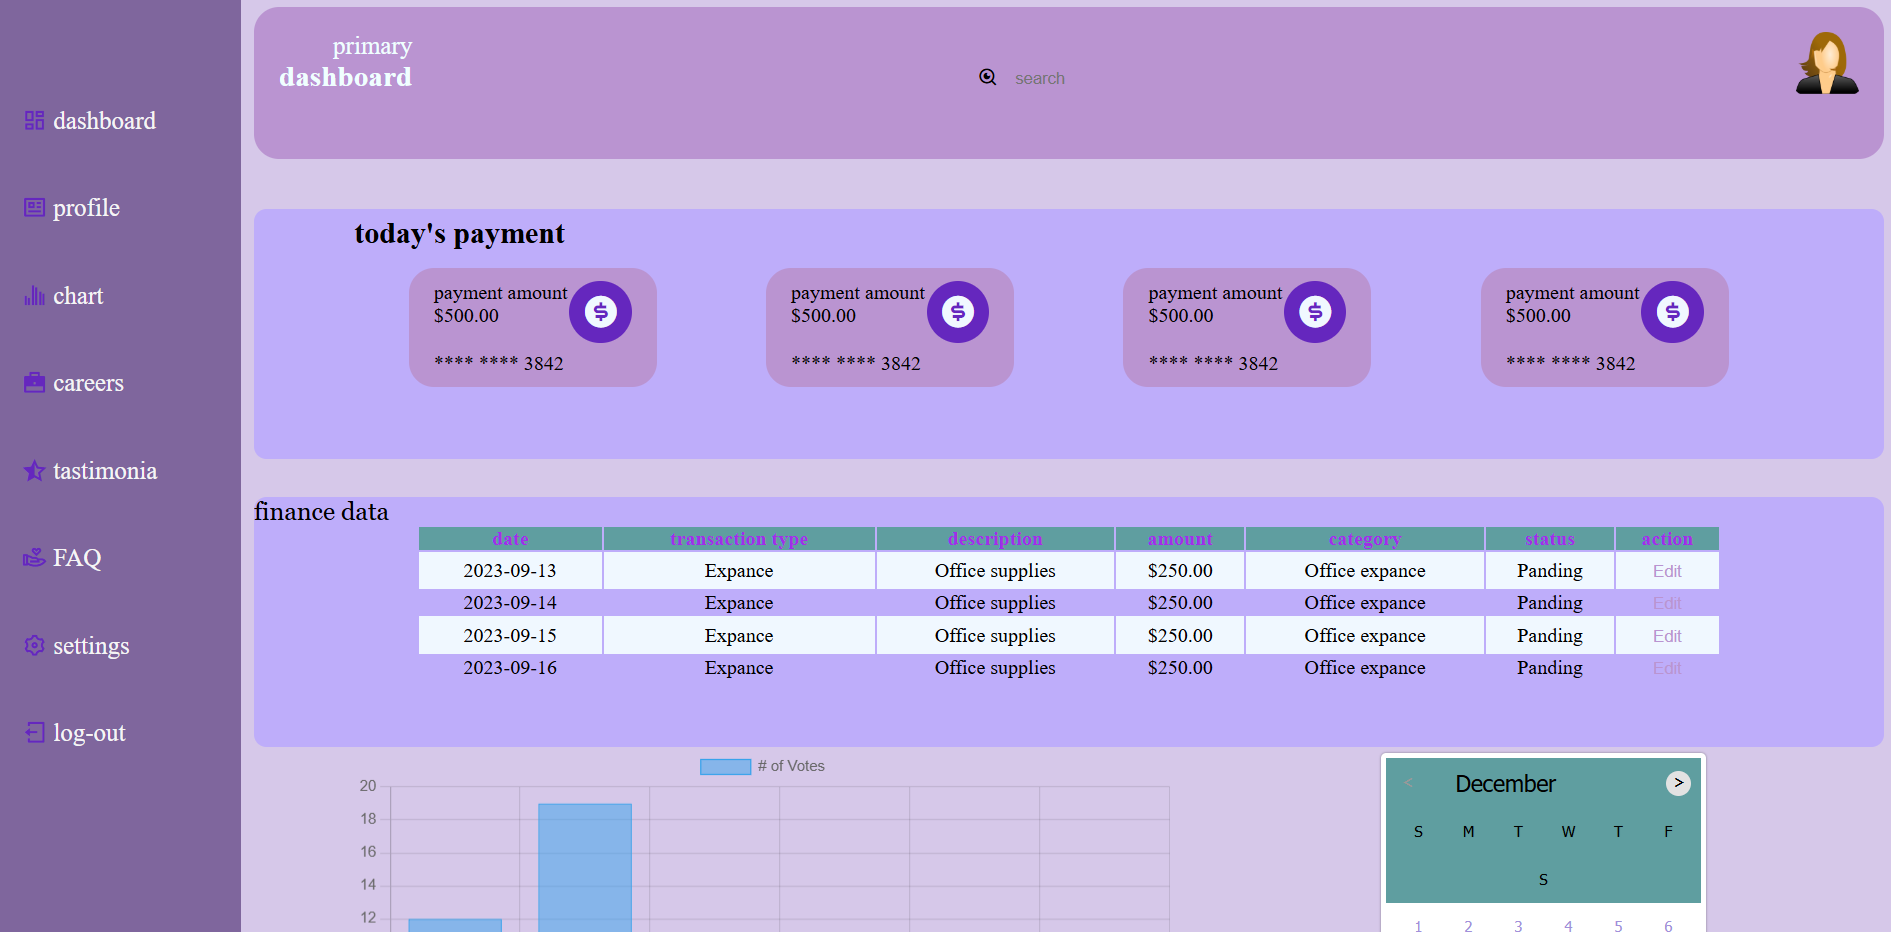 dashboard
profile
chart
careers
tastimonia
FAQ
settings
log-out
primary
dashboard
search
today's payment
payment amount
$500.00
**** **** 3842
payment amount
$500.00
**** **** 3842
payment amount
$500.00
**** **** 3842
payment amount
$500.00
**** **** 3842
finance data
date transaction type description amount category status action
2023-09-13 Expance Office supplies $250.00 Office expance Panding Edit
2023-09-14 Expance Office supplies $250.00 Office expance Panding Edit
2023-09-15 Expance Office supplies $250.00 Office expance Panding Edit
2023-09-16 Expance Office supplies $250.00 Office expance Panding Edit
# of Votes
20
18
16
14
12
< December >
S M T W T F
S
1 2 3 4 5 6